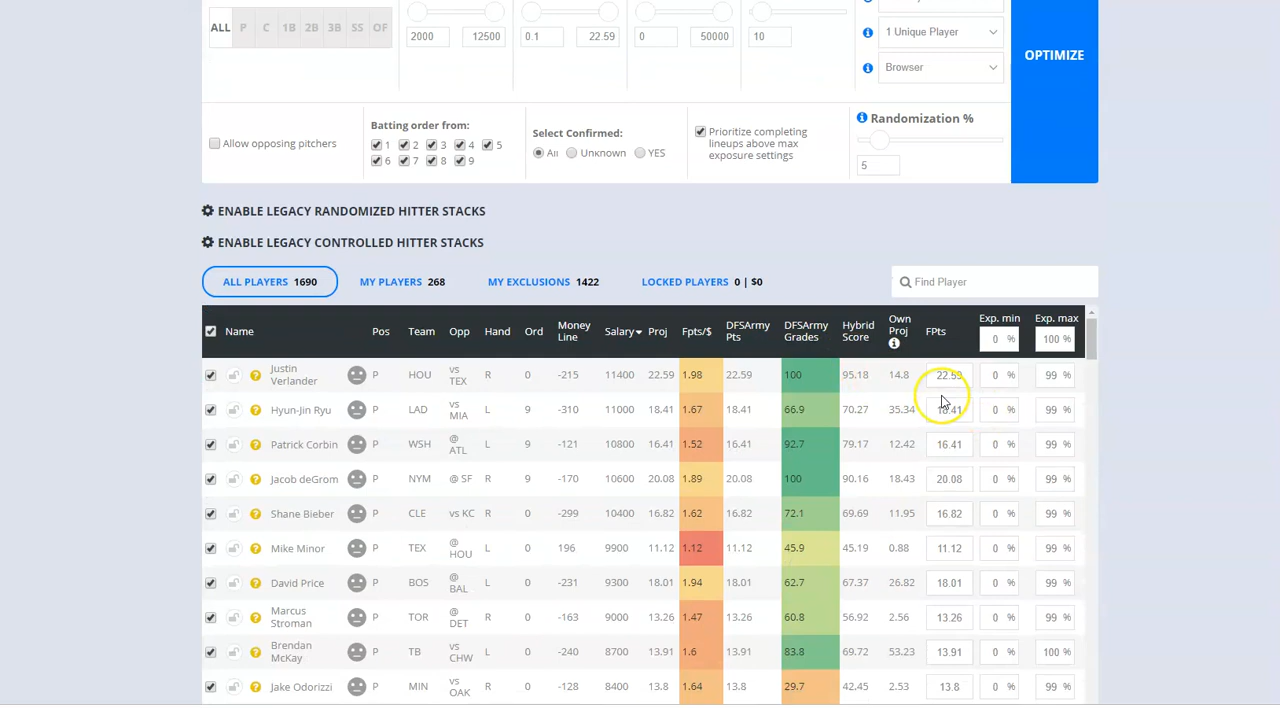 ALL P C 1B 2B 3B SS OF
2000 12500 0.1 22.59 0 50000 10
1 Unique Player
Browser
OPTIMIZE
Allow opposing pitchers
Batting order from:
1 2 3 4 5
6 7 8 9
Select Confirmed:
All Unknown YES
Prioritize completing
lineups above max
exposure settings
Randomization %
5
ENABLE LEGACY RANDOMIZED HITTER STACKS
ENABLE LEGACY CONTROLLED HITTER STACKS
ALL PLAYERS 1690 MY PLAYERS 268 MY EXCLUSIONS 1422 LOCKED PLAYERS 0 | $0 Find Player
Name Pos Team Opp Hand Ord Money Line Salary Proj Fpts/$ DFSArmy Pts DFSArmy Grades Hybrid Score Own Proj FPts Exp. min 0 % Exp. max 100 %
Justin Verlander P HOU vs TEX R 0 -215 11400 22.59 1.98 22.59 100 95.18 14.8 22.59 0 % 99 %
Hyun-Jin Ryu P LAD vs MIA L 9 -310 11000 18.41 1.67 18.41 66.9 70.27 35.34 18.41 0 % 99 %
Patrick Corbin P WSH @ ATL L 9 -121 10800 16.41 1.52 16.41 92.7 79.17 12.42 16.41 0 % 99 %
Jacob deGrom P NYM @ SF R 9 -170 10600 20.08 1.89 20.08 100 90.16 18.43 20.08 0 % 99 %
Shane Bieber P CLE vs KC R 0 -299 10400 16.82 1.62 16.82 72.1 69.69 11.95 16.82 0 % 99 %
Mike Minor P TEX @ HOU L 0 196 9900 11.12 1.12 11.12 45.9 45.19 0.88 11.12 0 % 99 %
David Price P BOS @ BAL L 0 -231 9300 18.01 1.94 18.01 62.7 67.37 26.82 18.01 0 % 99 %
Marcus Stroman P TOR @ DET R 0 -163 9000 13.26 1.47 13.26 60.8 56.92 2.56 13.26 0 % 99 %
Brendan McKay P TB vs CHW L 0 -240 8700 13.91 1.6 13.91 83.8 69.72 53.23 13.91 0 % 100 %
Jake Odorizzi P MIN vs OAK R 0 -128 8400 13.8 1.64 13.8 29.7 42.45 2.53 13.8 0 % 99 %